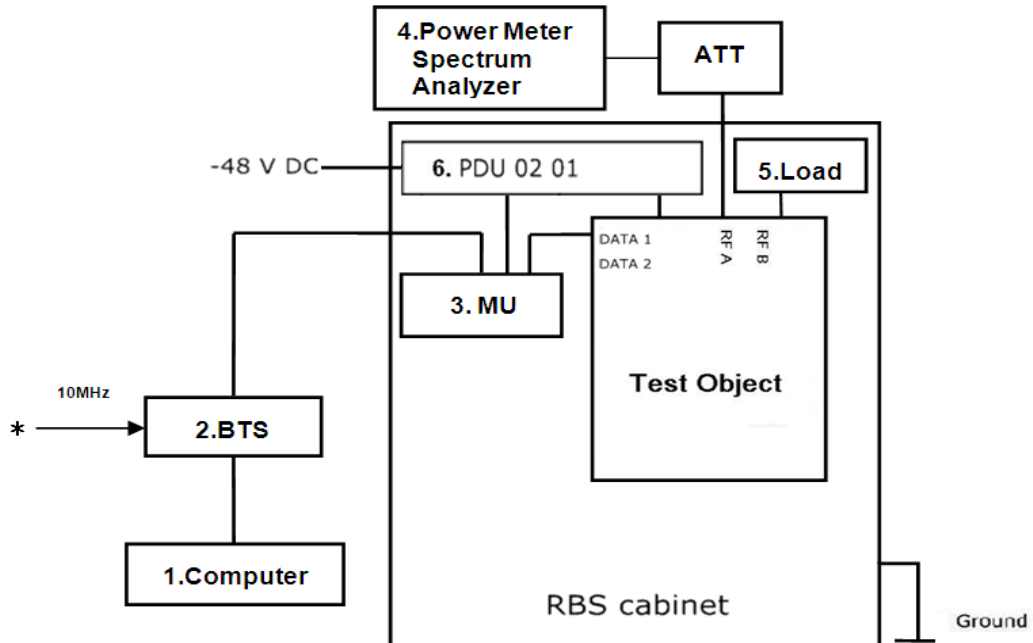 4.Power Meter
Spectrum
Analyzer
ATT
-48 V DC
6. PDU 02 01
5.Load
DATA 1
DATA 2
RF A
RF B
3. MU
Test Object
10MHz
*
2.BTS
1.Computer
RBS cabinet
Ground